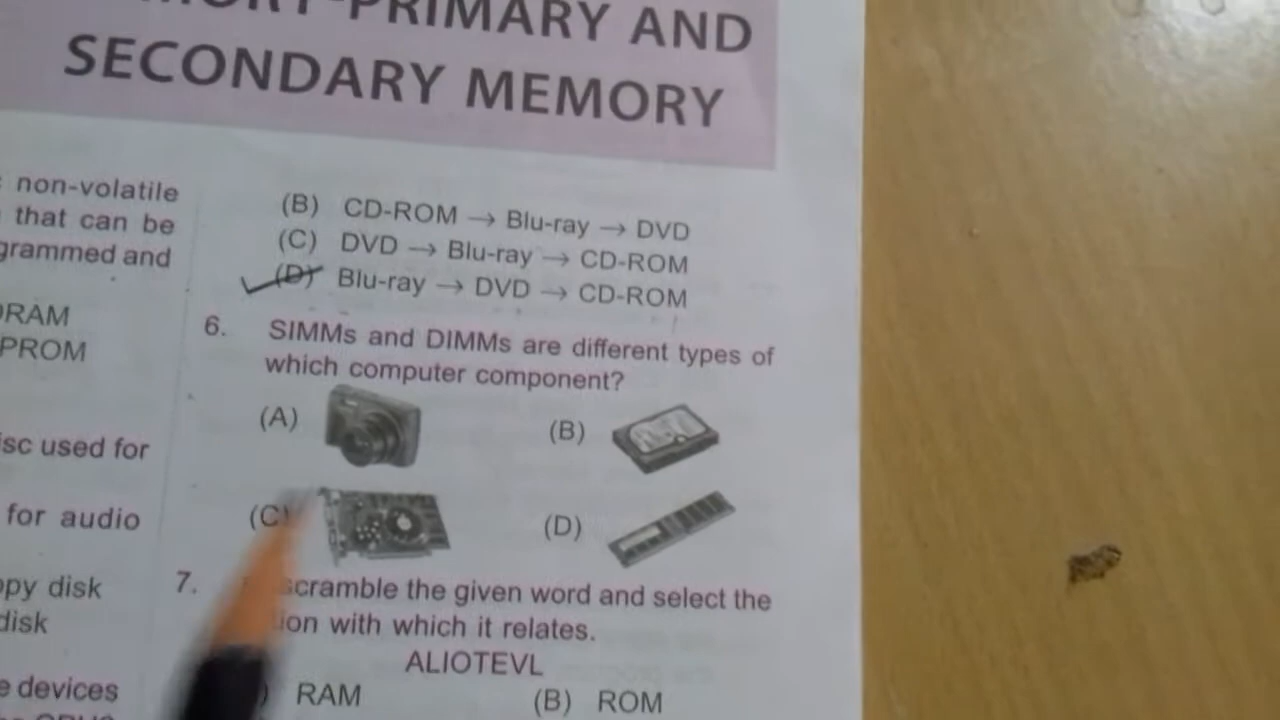 PRIMARY AND
SECONDARY MEMORY
non-volatile
that can be
grammed and
RAM
PROM
isc used for
for audio
ppy disk
disk
e devices
(B) CD-ROM → Blu-ray → DVD
(C) DVD → Blu-ray → CD-ROM
(D) Blu-ray → DVD → CD-ROM
6. SIMMs and DIMMs are different types of
which computer component?
(A) (B)
(C) (D)
7. scramble the given word and select the
ion with which it relates.
ALIOTEVL
RAM (B) ROM